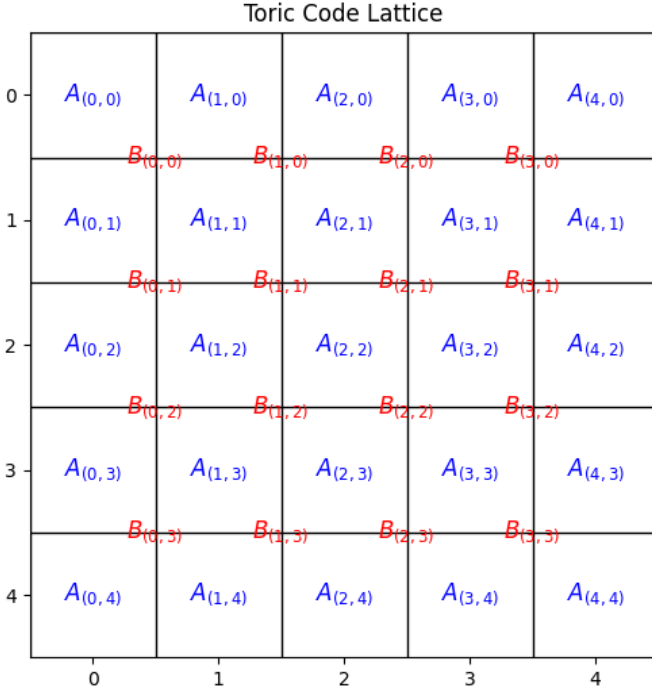 Toric Code Lattice
0 A(0, 0) A(1, 0) A(2, 0) A(3, 0) A(4, 0)
B(0, 0) B(1, 0) B(2, 0) B(3, 0)
1 A(0, 1) A(1, 1) A(2, 1) A(3, 1) A(4, 1)
B(0, 1) B(1, 1) B(2, 1) B(3, 1)
2 A(0, 2) A(1, 2) A(2, 2) A(3, 2) A(4, 2)
B(0, 2) B(1, 2) B(2, 2) B(3, 2)
3 A(0, 3) A(1, 3) A(2, 3) A(3, 3) A(4, 3)
B(0, 3) B(1, 3) B(2, 3) B(3, 3)
4 A(0, 4) A(1, 4) A(2, 4) A(3, 4) A(4, 4)
0 1 2 3 4